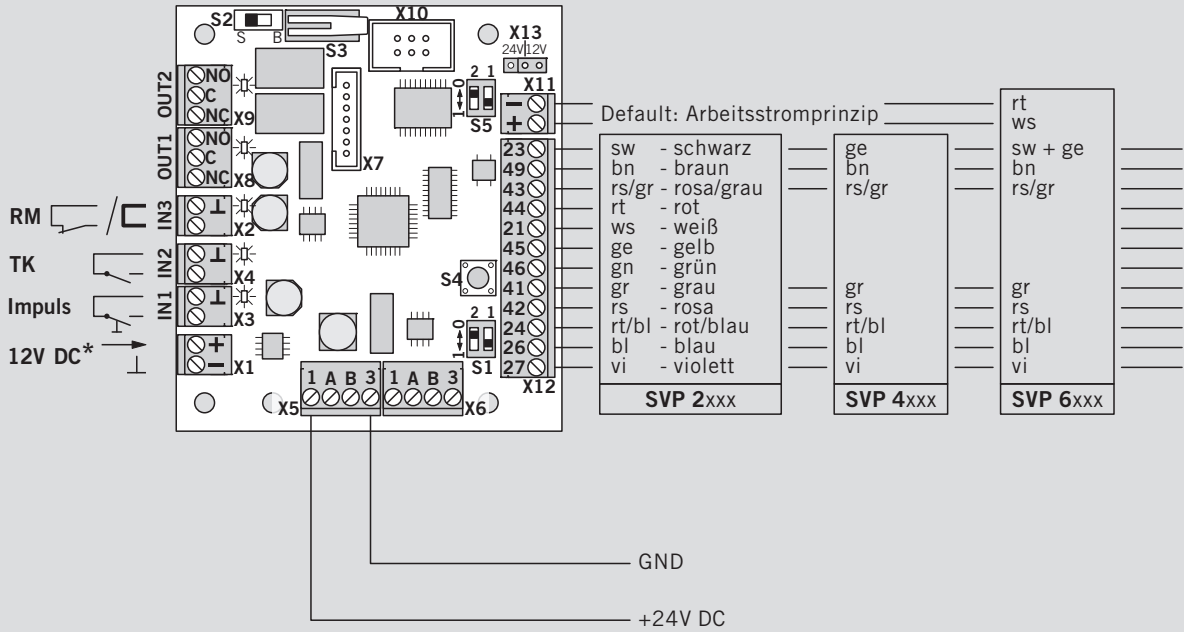 S2
S B
S3
X10
X13
24V 12V
OUT2
NO
C
NC
X9
OUT1
NO
C
NC
X8
X7
2 1
1 ◄► 0
S5
X11
–
+
Default: Arbeitsstromprinzip
rt
ws
23 sw - schwarz ge sw + ge
49 bn - braun bn bn
43 rs/gr - rosa/grau rs/gr rs/gr
44 rt - rot
21 ws - weiß
45 ge - gelb
46 gn - grün
41 gr - grau gr gr
42 rs - rosa rs rs
24 rt/bl - rot/blau rt/bl rt/bl
26 bl - blau bl bl
27 vi - violett vi vi
X12
SVP 2xxx SVP 4xxx SVP 6xxx
RM / IN3 ⊥ X2
TK IN2 ⊥ X4
Impuls IN1 ⊥ X3
12V DC* ⊥ + – X1
S4
2 1
1 ◄► 0
S1
1 A B 3 1 A B 3
X5 X6
GND
+24V DC